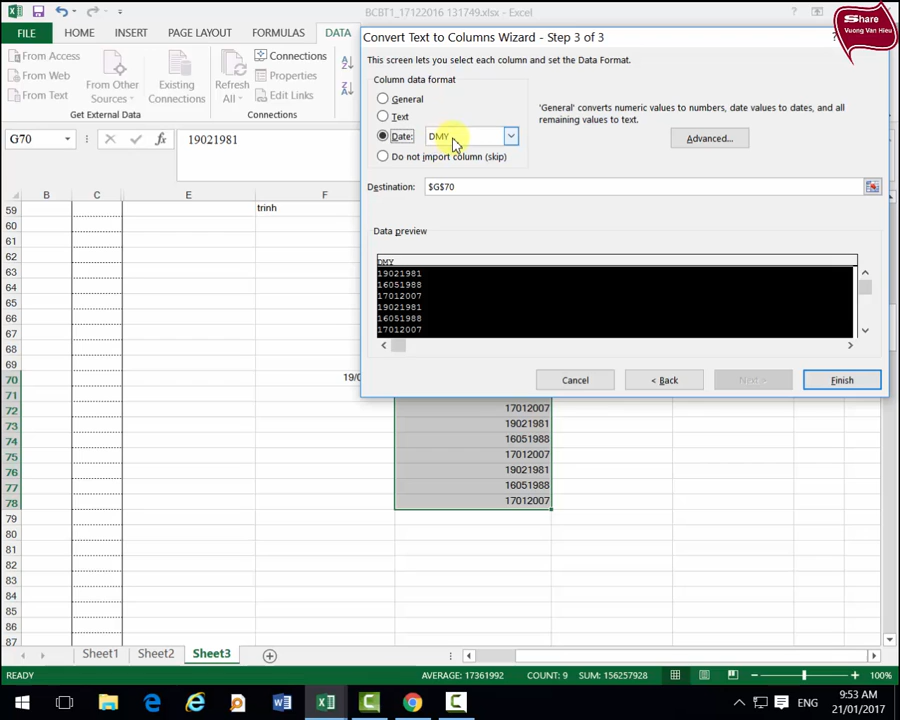 BCBT1_17122016 131749.xlsx - Excel
Share
Vuong Van Hieu
FILE HOME INSERT PAGE LAYOUT FORMULAS DATA
From Access
From Web
From Text
From Other
Sources
Existing
Connections
Connections
Properties
Edit Links
Get External Data
Connections
Convert Text to Columns Wizard - Step 3 of 3
This screen lets you select each column and set the Data Format.
Column data format
General
Text
Date: DMY
Do not import column (skip)
'General' converts numeric values to numbers, date values to dates, and all
remaining values to text.
Advanced...
Destination: $G$70
Data preview
DMY
19021981
16051988
17012007
19021981
16051988
17012007
Cancel < Back Next > Finish
G70 19021981
B C E F
59 trinh
60
61
62
63
64
65
66
67
68
69
70 19/0
71
72 17012007
73 19021981
74 16051988
75 17012007
76 19021981
77 16051988
78 17012007
79
80
81
82
83
84
85
86
87
Sheet1 Sheet2 Sheet3
READY AVERAGE: 17361992 COUNT: 9 SUM: 156257928 100%
ENG 9:53 AM
21/01/2017